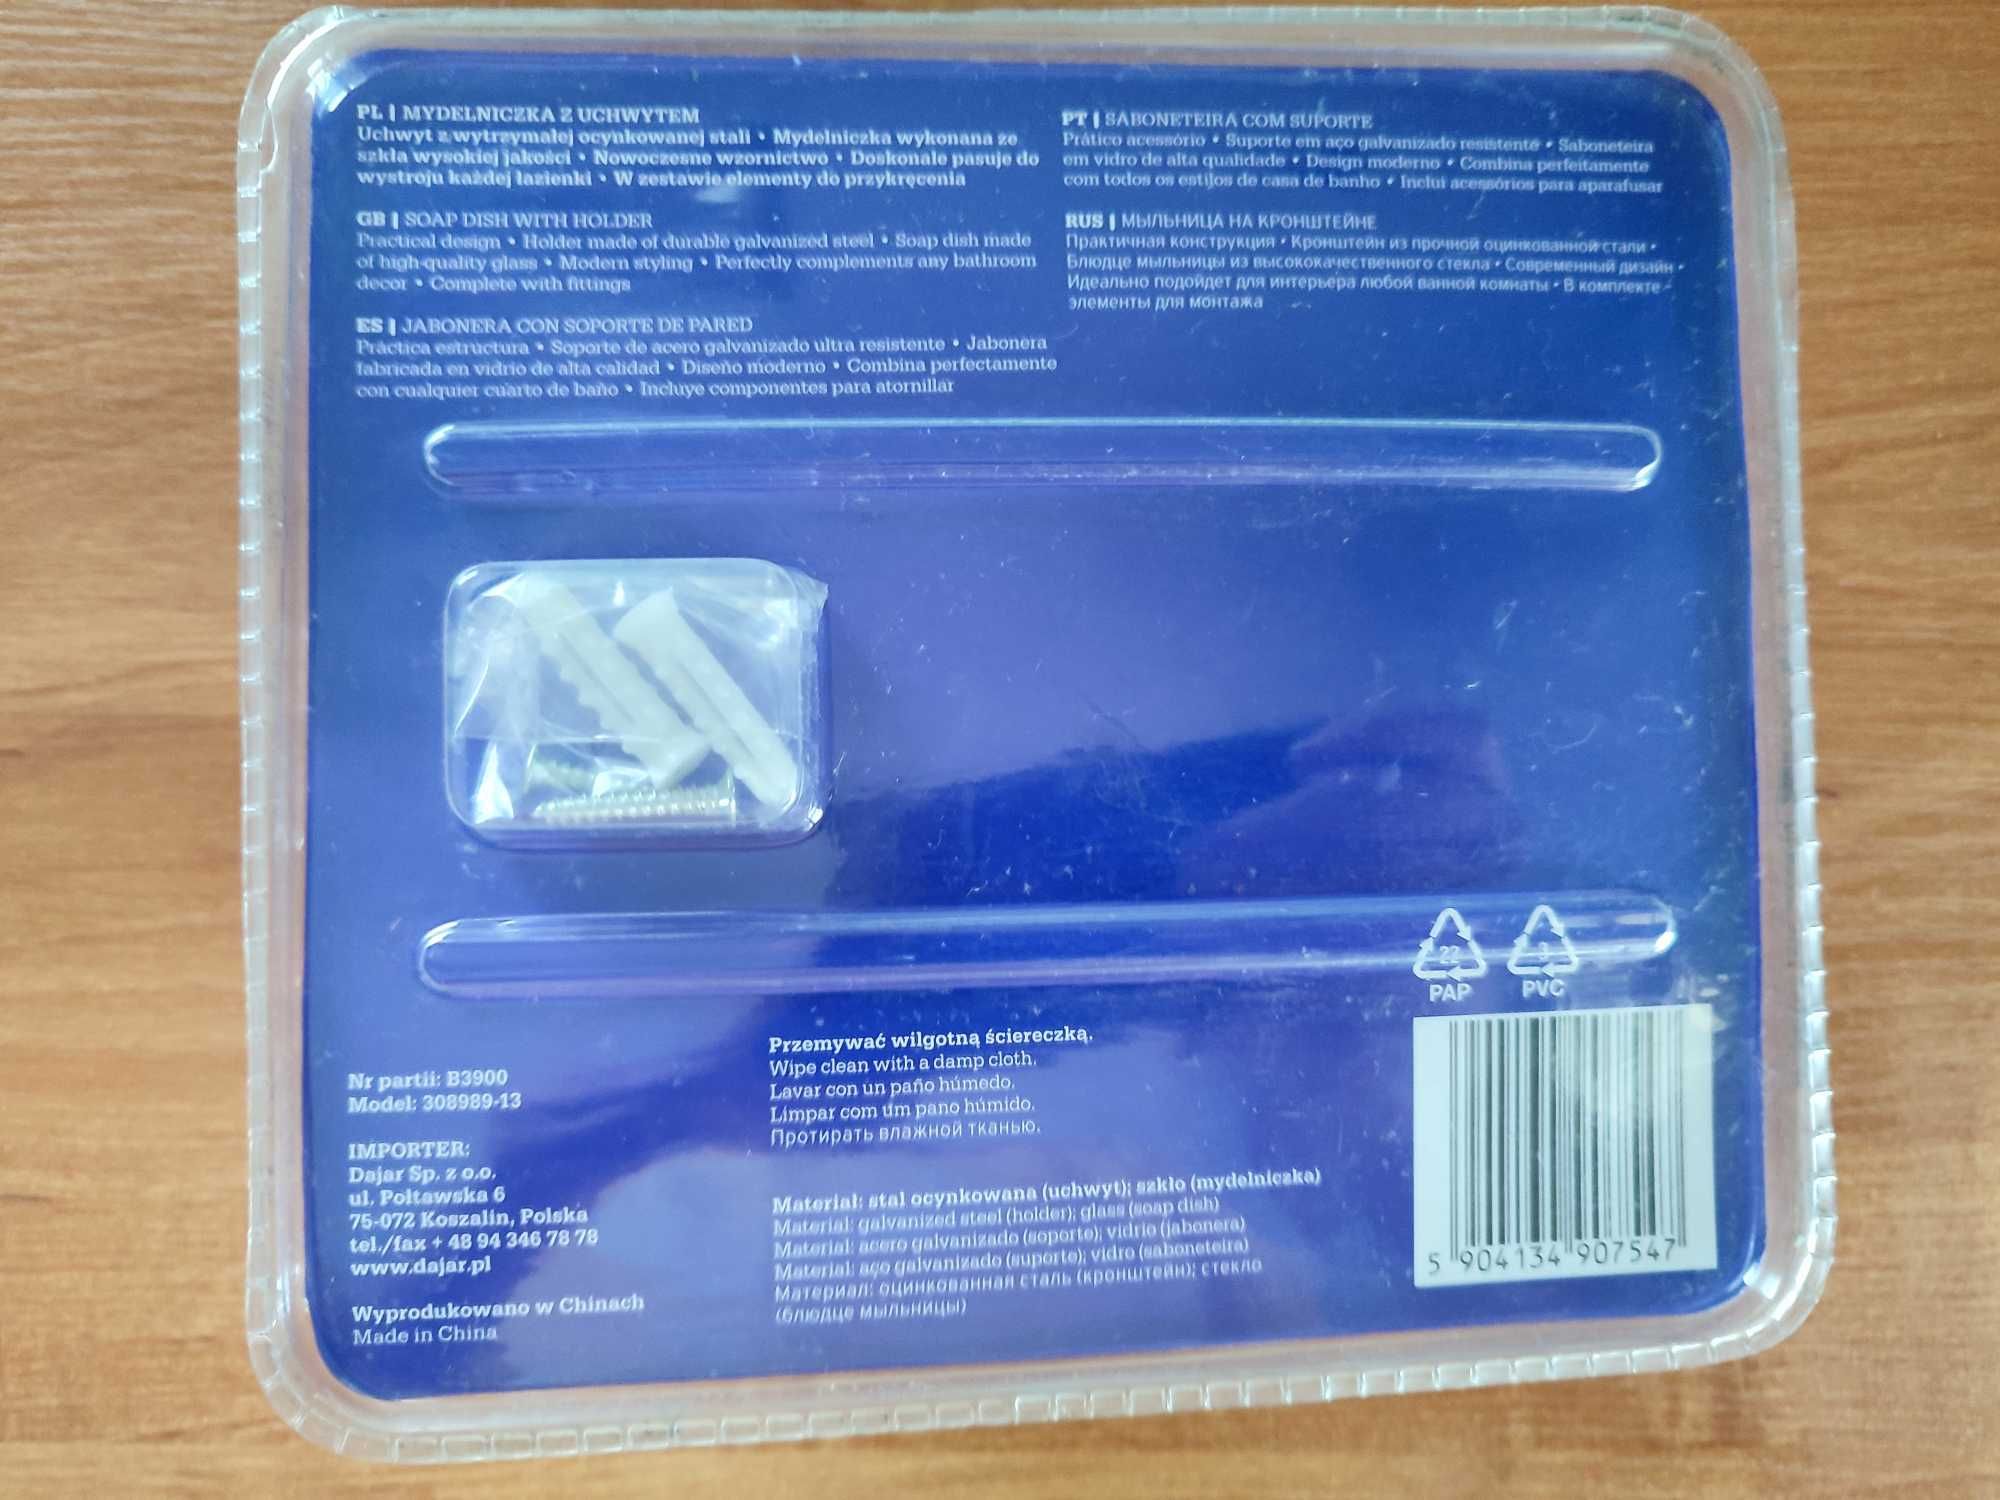 PL | MYDELNICZKA Z UCHWYTEM
Uchwyt z wytrzymałej ocynkowanej stali • Mydelniczka wykonana ze
szkła wysokiej jakości • Nowoczesne wzornictwo • Doskonale pasuje do
wystroju każdej łazienki • W zestawie elementy do przykręcenia
GB | SOAP DISH WITH HOLDER
Practical design • Holder made of durable galvanized steel • Soap dish made
of high-quality glass • Modern styling • Perfectly complements any bathroom
decor • Complete with fittings
ES | JABONERA CON SOPORTE DE PARED
Práctica estructura • Soporte de acero galvanizado ultra resistente • Jabonera
fabricada en vidrio de alta calidad • Diseño moderno • Combina perfectamente
con cualquier cuarto de baño • Incluye componentes para atornillar
PT | SABONETEIRA COM SUPORTE
Prático acessório • Suporte em aço galvanizado resistente • Saboneteira
em vidro de alta qualidade • Design moderno • Combina perfeitamente
com todos os estilos de casa de banho • Inclui acessórios para aparafusar
RUS | МЫЛЬНИЦА НА КРОНШТЕЙНЕ
Практичная конструкция • Кронштейн из прочной оцинкованной стали •
Блюдце мыльницы из высококачественного стекла • Современный дизайн •
Идеально подойдет для интерьера любой ванной комнаты • В комплекте –
элементы для монтажа
22
PAP
3
PVC
Nr partii: B3900
Model: 308989-13
IMPORTER:
Dajar Sp. z o.o.
ul. Połtawska 6
75-072 Koszalin, Polska
tel./fax + 48 94 346 78 78
www.dajar.pl
Wyprodukowano w Chinach
Made in China
Przemywać wilgotną ściereczką.
Wipe clean with a damp cloth.
Lavar con un paño húmedo.
Limpar com um pano húmido.
Протирать влажной тканью.
Materiał: stal ocynkowana (uchwyt); szkło (mydelniczka)
Material: galvanized steel (holder); glass (soap dish)
Material: acero galvanizado (soporte); vidrio (jabonera)
Material: aço galvanizado (suporte); vidro (saboneteira)
Материал: оцинкованная сталь (кронштейн); стекло
(блюдце мыльницы)
5 904134 907547